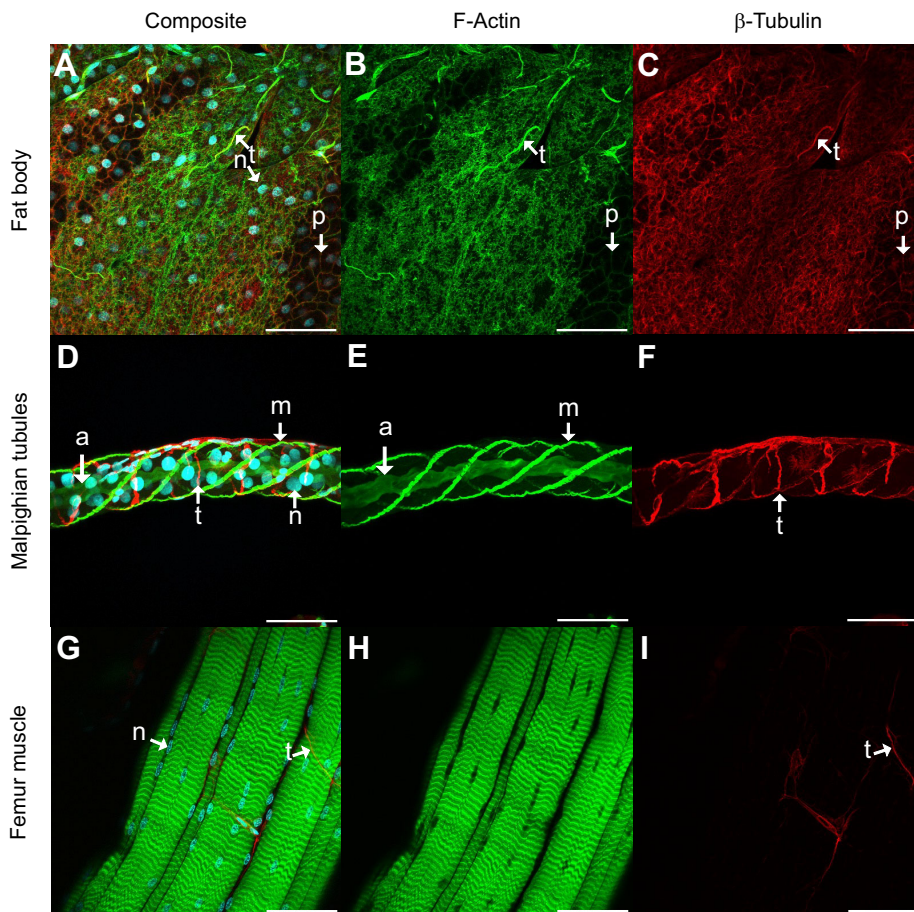 Composite F-Actin β-Tubulin
Fat body
A
t
n
p
B
t
p
C
t
p
Malpighian tubules
D
a
m
t
n
E
a
m
F
t
Femur muscle
G
n
t
H
I
t